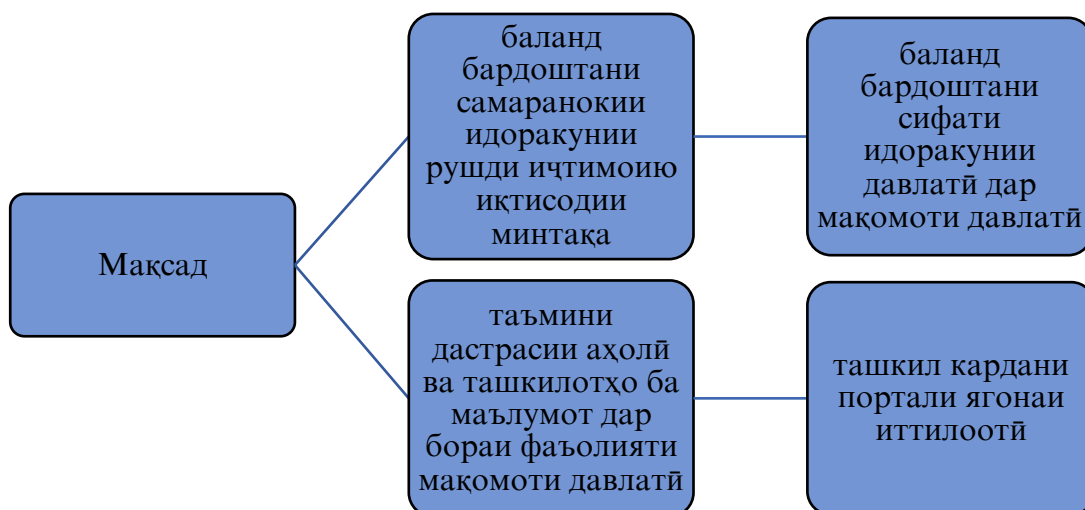 Мақсад
баланд
бардоштани
самаранокии
идоракунии
рушди иҷтимоию
иқтисодии
минтақа
баланд
бардоштани
сифати
идоракунии
давлатӣ дар
мақомоти давлатӣ
таъмини
дастрасии аҳолӣ
ва ташкилотҳо ба
маълумот дар
бораи фаъолияти
мақомоти давлатӣ
ташкил кардани
портали ягонаи
иттилоотӣ